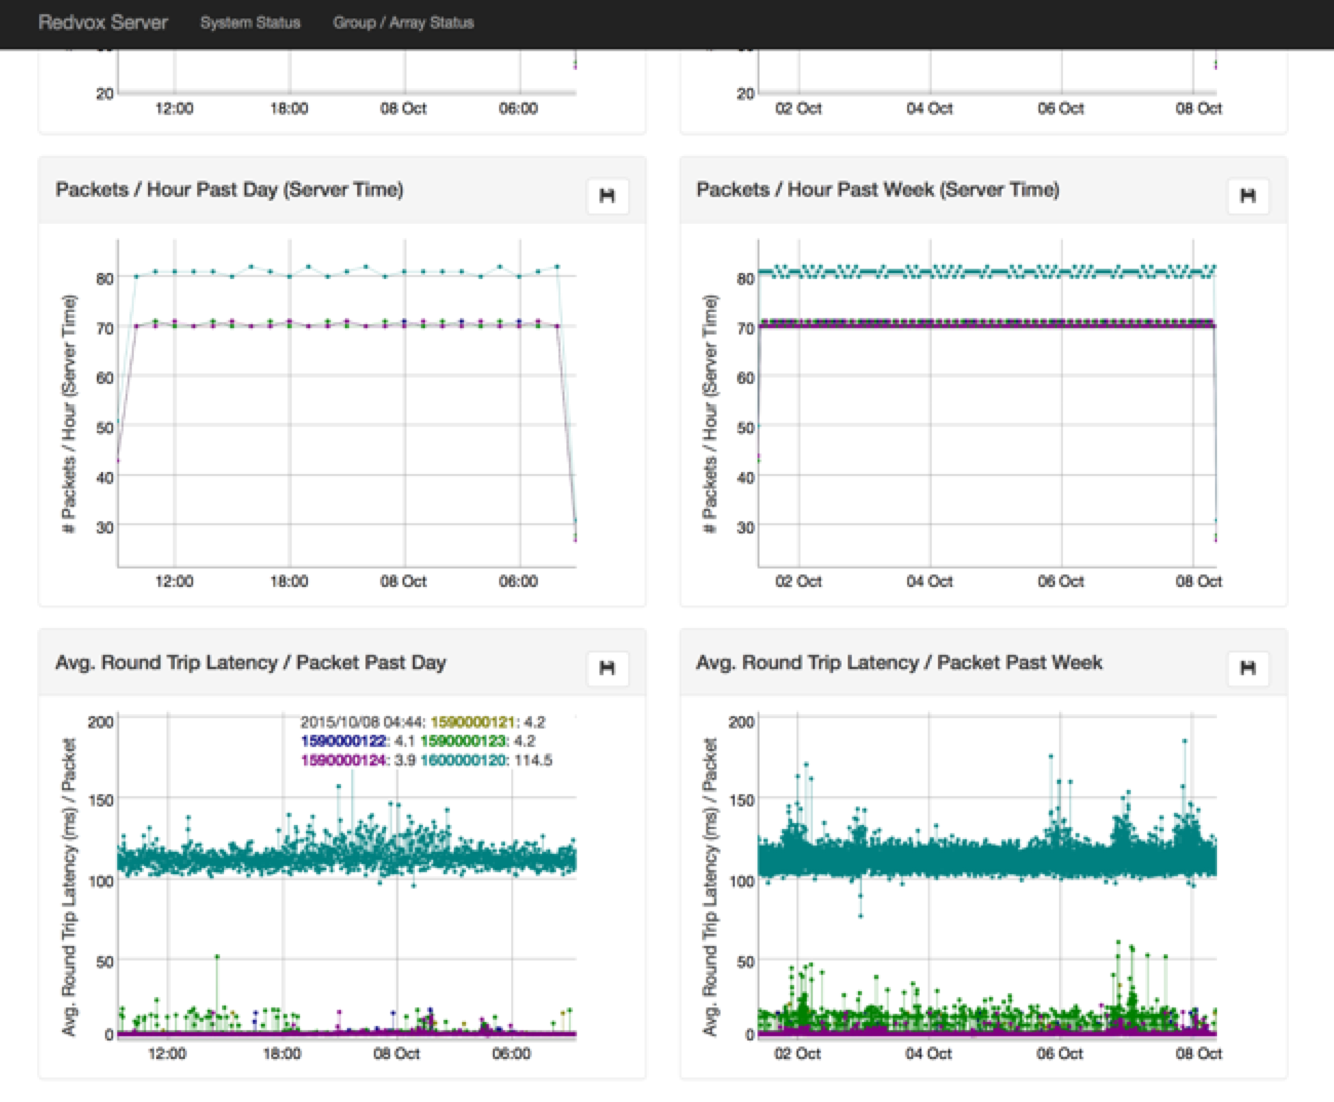 Redvox Server System Status Group / Array Status
20
12:00 18:00 08 Oct 06:00
20
02 Oct 04 Oct 06 Oct 08 Oct
Packets / Hour Past Day (Server Time)
# Packets / Hour (Server Time)
80
70
60
50
40
30
12:00 18:00 08 Oct 06:00
Packets / Hour Past Week (Server Time)
# Packets / Hour (Server Time)
80
70
60
50
40
30
02 Oct 04 Oct 06 Oct 08 Oct
Avg. Round Trip Latency / Packet Past Day
Avg. Round Trip Latency (ms) / Packet
2015/10/08 04:44: 1590000121: 4.2
1590000122: 4.1 1590000123: 4.2
1590000124: 3.9 1600000120: 114.5
200
150
100
50
0
12:00 18:00 08 Oct 06:00
Avg. Round Trip Latency / Packet Past Week
Avg. Round Trip Latency (ms) / Packet
200
150
100
50
0
02 Oct 04 Oct 06 Oct 08 Oct